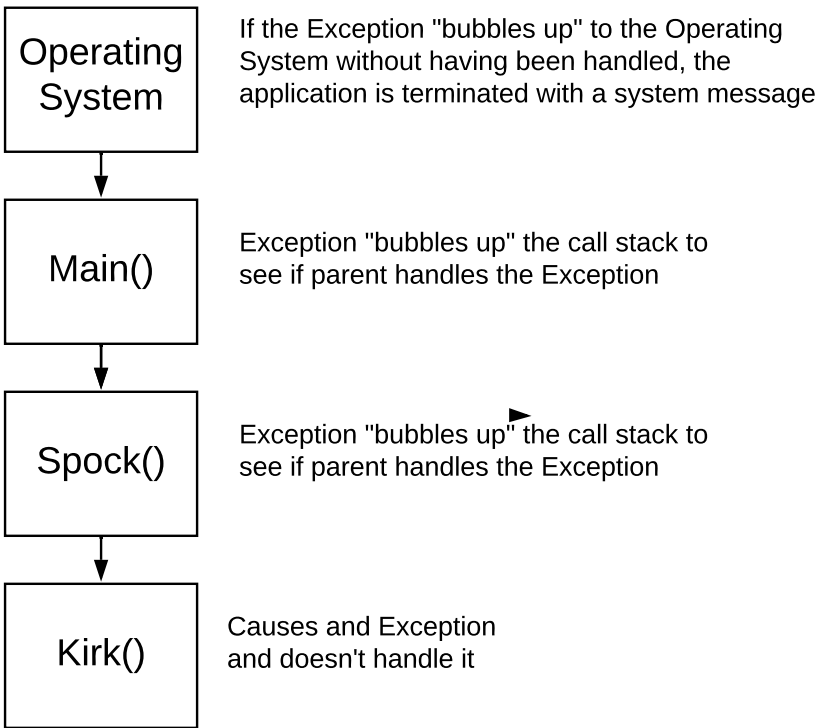 Operating
System
If the Exception "bubbles up" to the Operating
System without having been handled, the
application is terminated with a system message
Main()
Exception "bubbles up" the call stack to
see if parent handles the Exception
Spock()
Exception "bubbles up" the call stack to
see if parent handles the Exception
Kirk()
Causes and Exception
and doesn't handle it